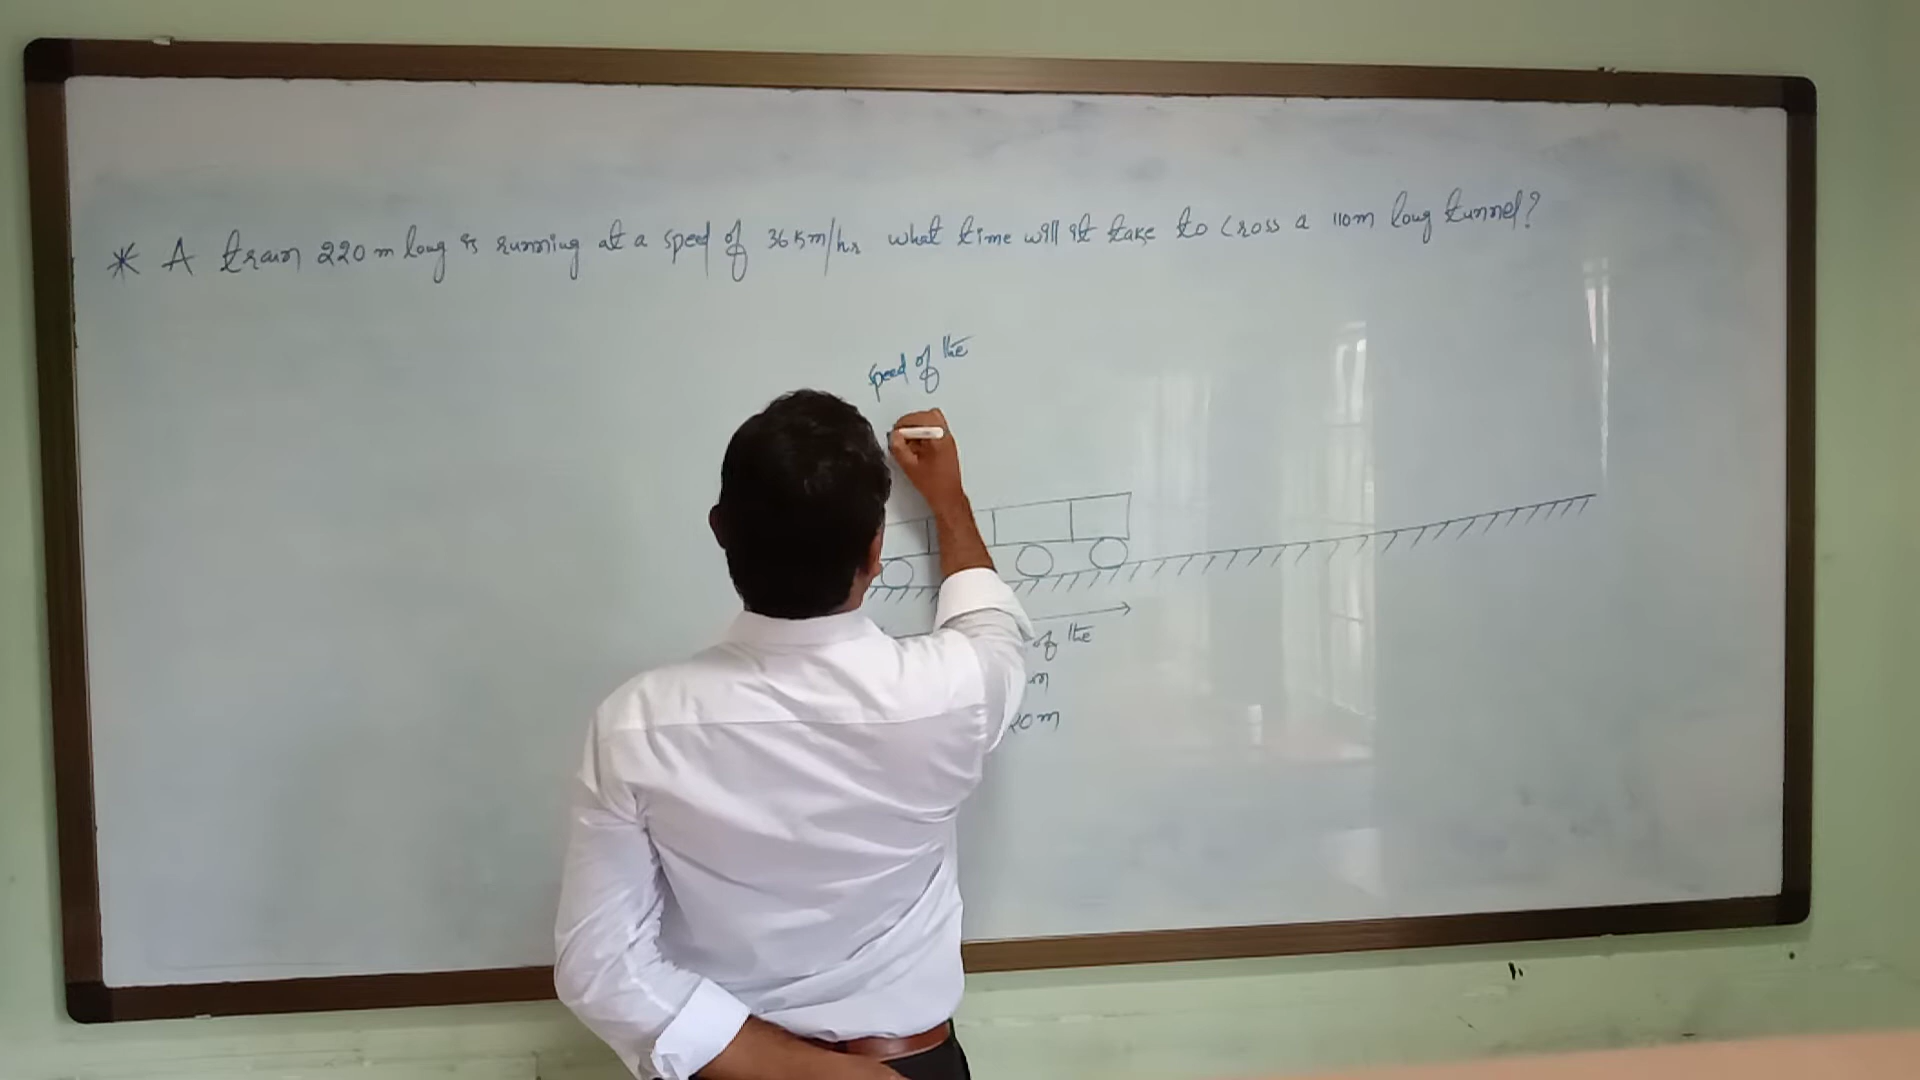 * A train 220 m long is running at a speed of 36 km/hr what time will it take to cross a 110m long tunnel?
speed of the
of the